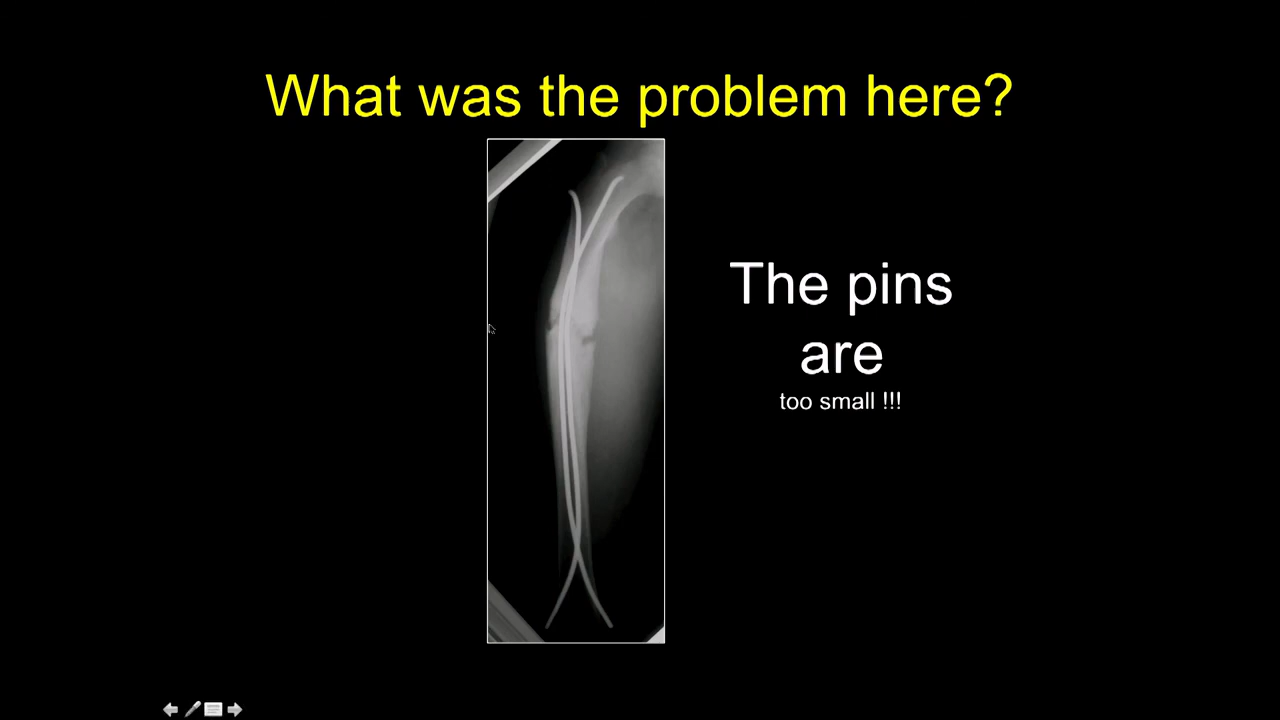 What was the problem here?
The pins
are
too small !!!